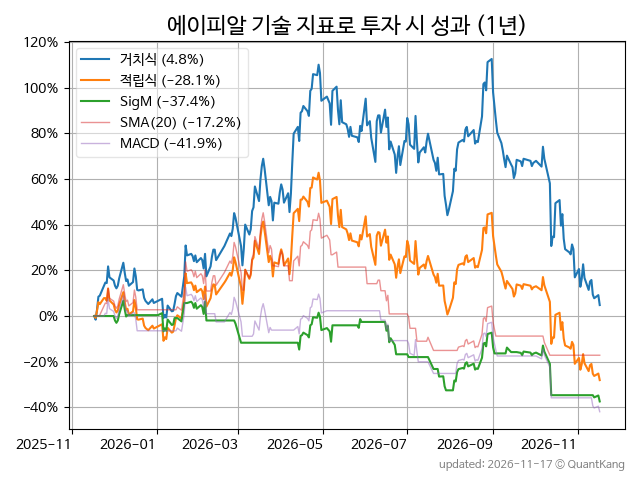 에이피알 기술 지표로 투자 시 성과 (1년)
120%
100%
80%
60%
40%
20%
0%
−20%
−40%
거치식 (4.8%)
적립식 (−28.1%)
SigM (−37.4%)
SMA(20) (−17.2%)
MACD (−41.9%)
2025-11
2026-01
2026-03
2026-05
2026-07
2026-09
2026-11
updated: 2026-11-17 © QuantKang